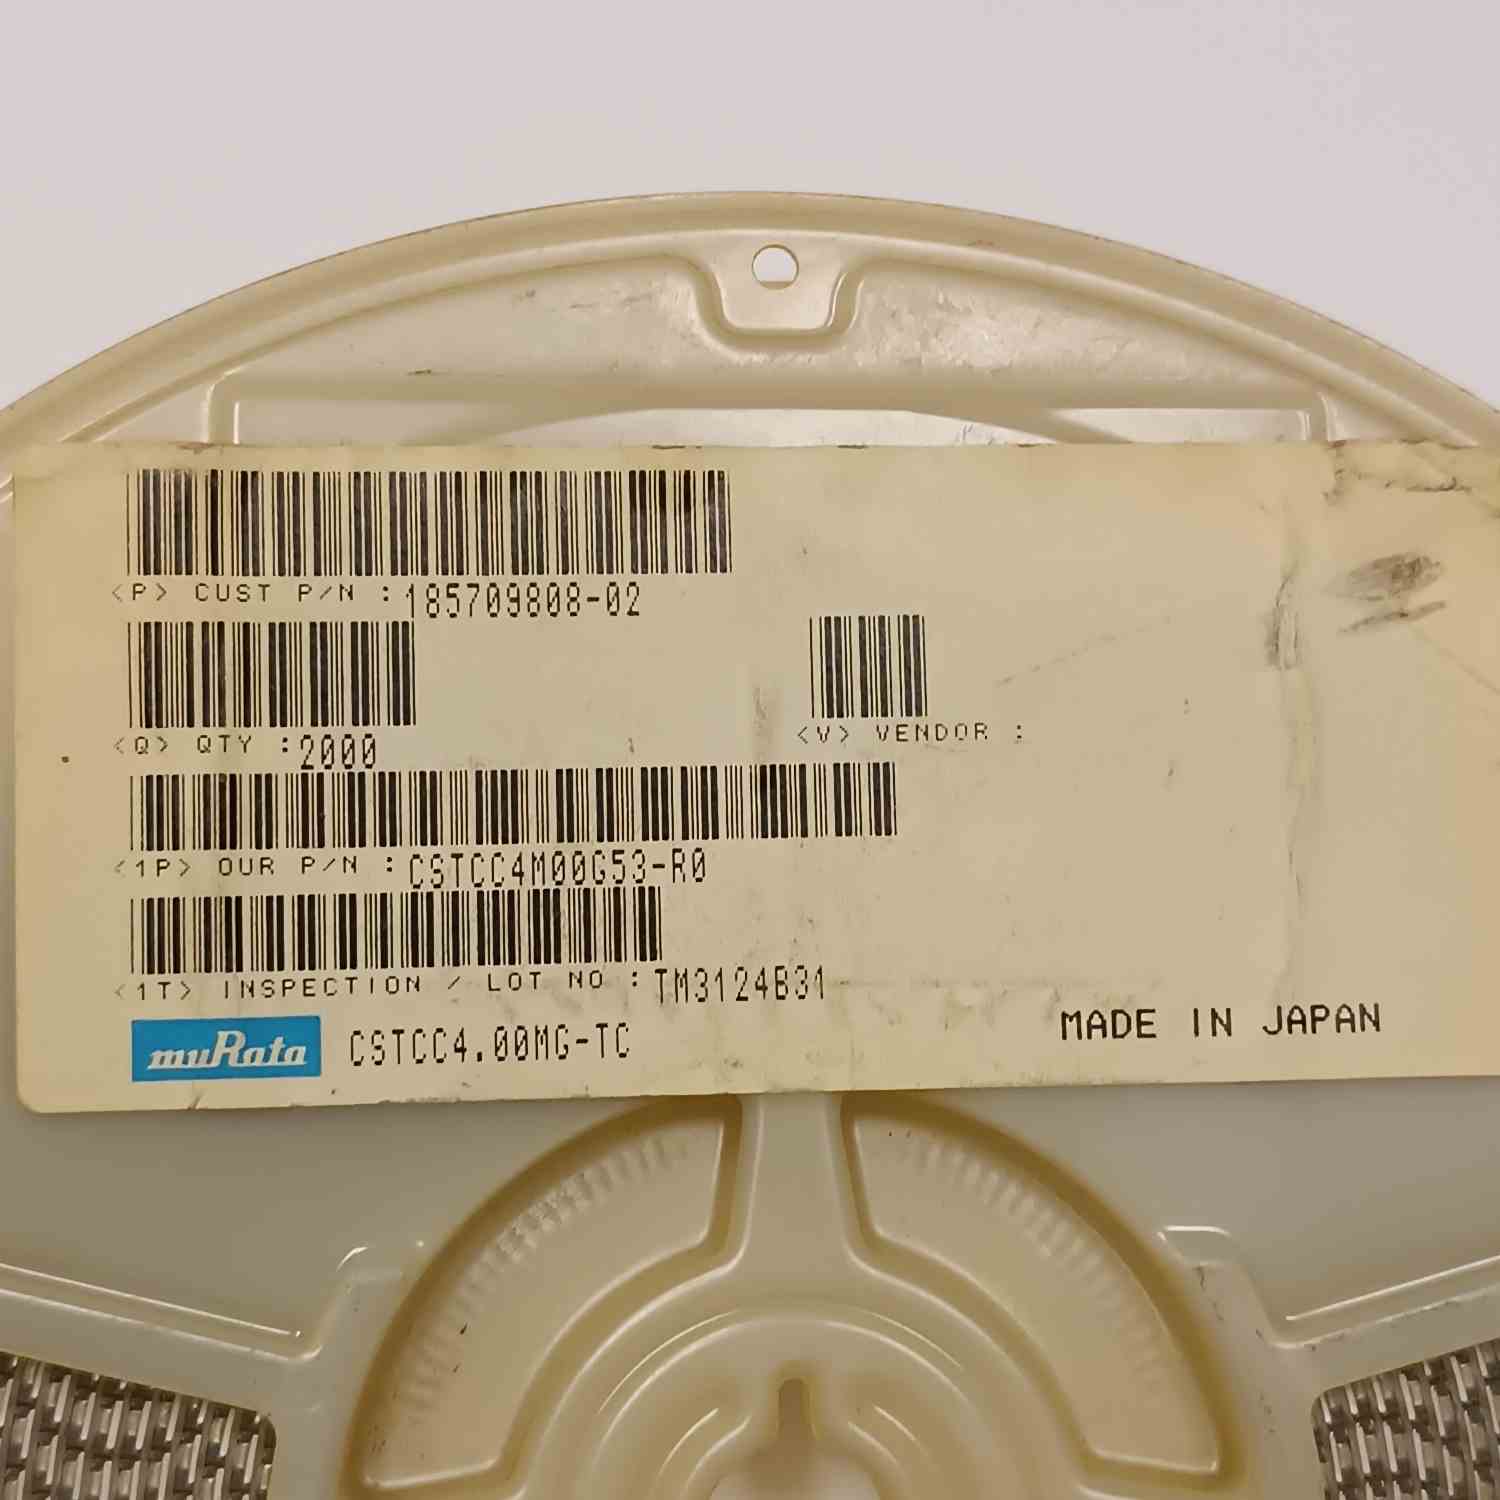 <P> CUST P/N :185709808-02
<Q> QTY :2000
<V> VENDOR :
<1P> OUR P/N :CSTCC4M00G53-R0
<1T> INSPECTION / LOT NO :TM3124B31
muRata CSTCC4.00MG-TC
MADE IN JAPAN